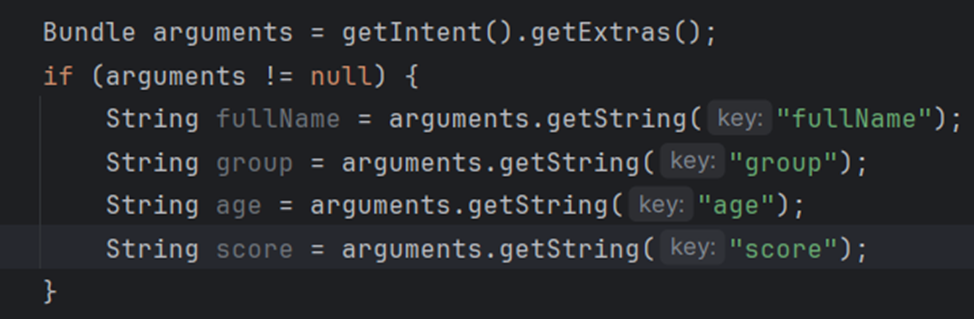 Bundle arguments = getIntent().getExtras();
if (arguments != null) {
String fullName = arguments.getString( key: "fullName");
String group = arguments.getString( key: "group");
String age = arguments.getString( key: "age");
String score = arguments.getString( key: "score");
}